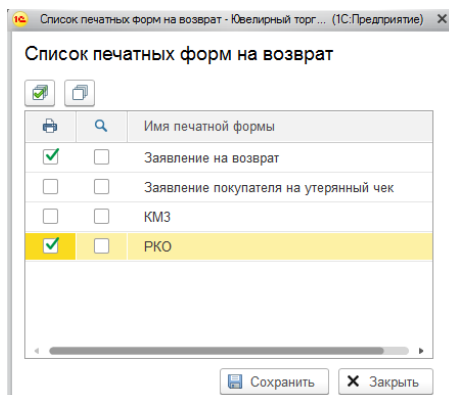 1С Список печатных форм на возврат - Ювелирный торг... (1С:Предприятие)
Список печатных форм на возврат
Имя печатной формы
Заявление на возврат
Заявление покупателя на утерянный чек
КМ3
РКО
Сохранить Закрыть